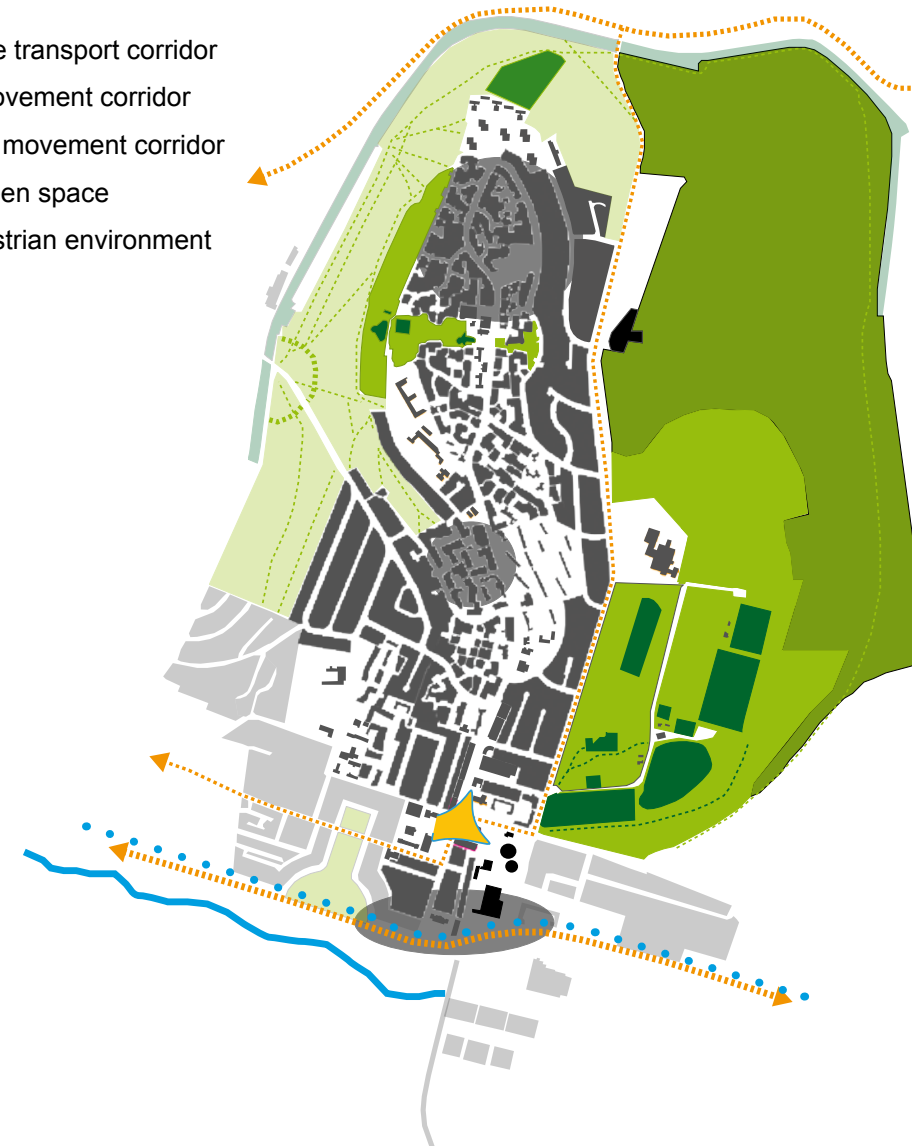 e transport corridor
ovement corridor
movement corridor
en space
strian environment